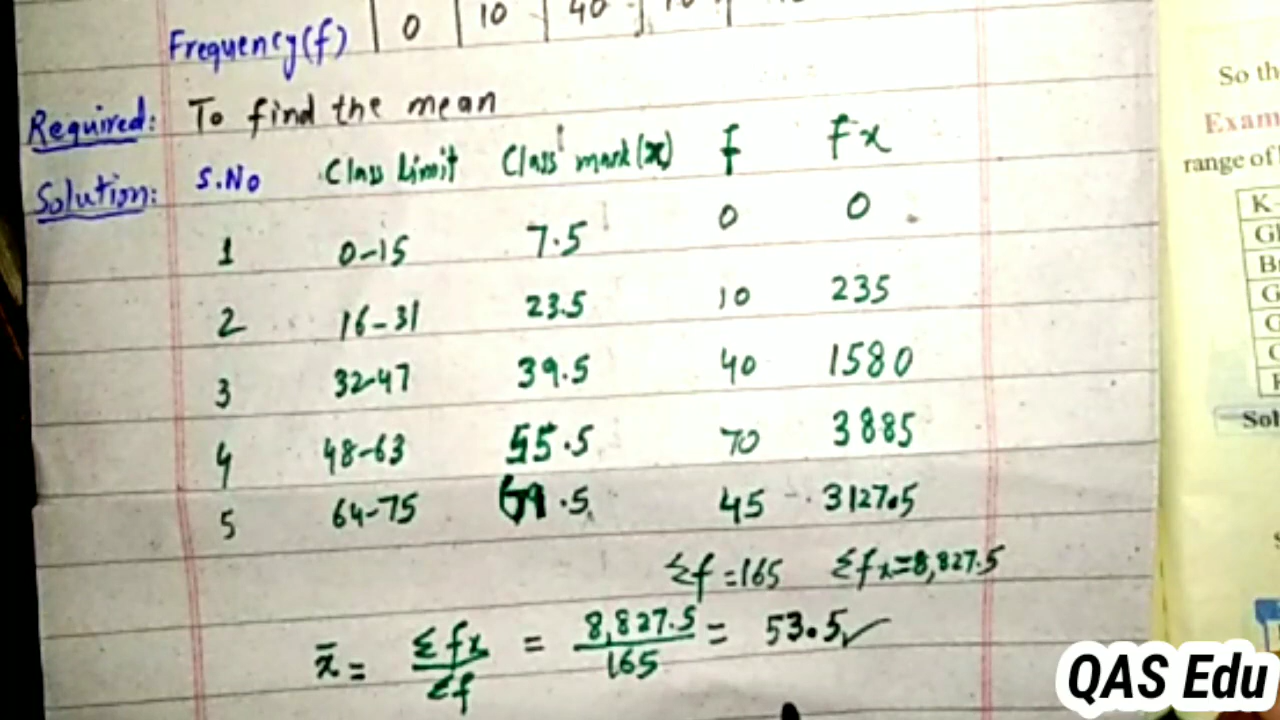 Frequency(f) 0 10 40
Required: To find the mean
Solution: S.No Class Limit Class mark(x) f fx
1 0-15 7.5 0 0
2 16-31 23.5 10 235
3 32-47 39.5 40 1580
4 48-63 55.5 70 3885
5 64-75 69.5 45 3127.5
Σf=165 Σfx=8,827.5
x̄ = Σfx/Σf = 8,827.5/165 = 53.5✓
So th
Exam
range of
K
Gl
B
G
Sol
QAS Edu